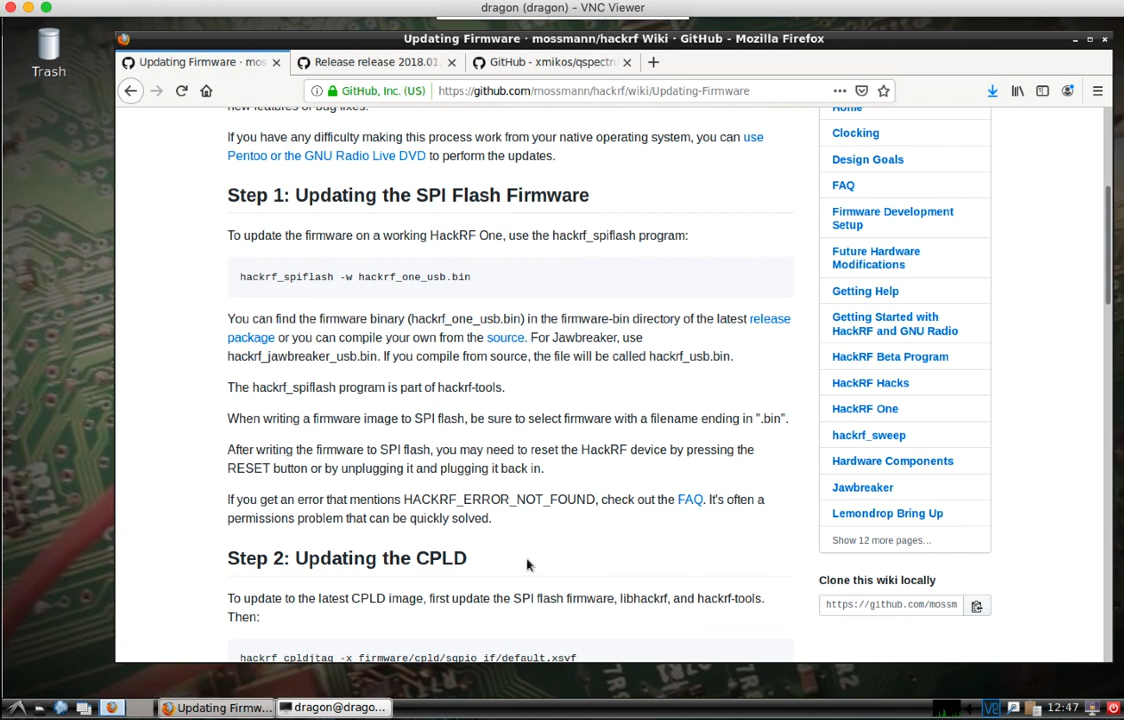 dragon (dragon) - VNC Viewer
Trash
Updating Firmware · mossmann/hackrf Wiki · GitHub - Mozilla Firefox
Updating Firmware · mos
Release release 2018.01.
GitHub - xmikos/qspectru
GitHub, Inc. (US)
https://github.com/mossmann/hackrf/wiki/Updating-Firmware
new features or bug fixes.
If you have any difficulty making this process work from your native operating system, you can use
Pentoo or the GNU Radio Live DVD to perform the updates.
Step 1: Updating the SPI Flash Firmware
To update the firmware on a working HackRF One, use the hackrf_spiflash program:
hackrf_spiflash -w hackrf_one_usb.bin
You can find the firmware binary (hackrf_one_usb.bin) in the firmware-bin directory of the latest release
package or you can compile your own from the source. For Jawbreaker, use
hackrf_jawbreaker_usb.bin. If you compile from source, the file will be called hackrf_usb.bin.
The hackrf_spiflash program is part of hackrf-tools.
When writing a firmware image to SPI flash, be sure to select firmware with a filename ending in ".bin".
After writing the firmware to SPI flash, you may need to reset the HackRF device by pressing the
RESET button or by unplugging it and plugging it back in.
If you get an error that mentions HACKRF_ERROR_NOT_FOUND, check out the FAQ. It's often a
permissions problem that can be quickly solved.
Step 2: Updating the CPLD
To update to the latest CPLD image, first update the SPI flash firmware, libhackrf, and hackrf-tools.
Then:
hackrf_cpldjtag -x firmware/cpld/sgpio_if/default.xsvf
Home
Clocking
Design Goals
FAQ
Firmware Development
Setup
Future Hardware
Modifications
Getting Help
Getting Started with
HackRF and GNU Radio
HackRF Beta Program
HackRF Hacks
HackRF One
hackrf_sweep
Hardware Components
Jawbreaker
Lemondrop Bring Up
Show 12 more pages…
Clone this wiki locally
https://github.com/mossm
Updating Firmw...
dragon@drago...
12:47